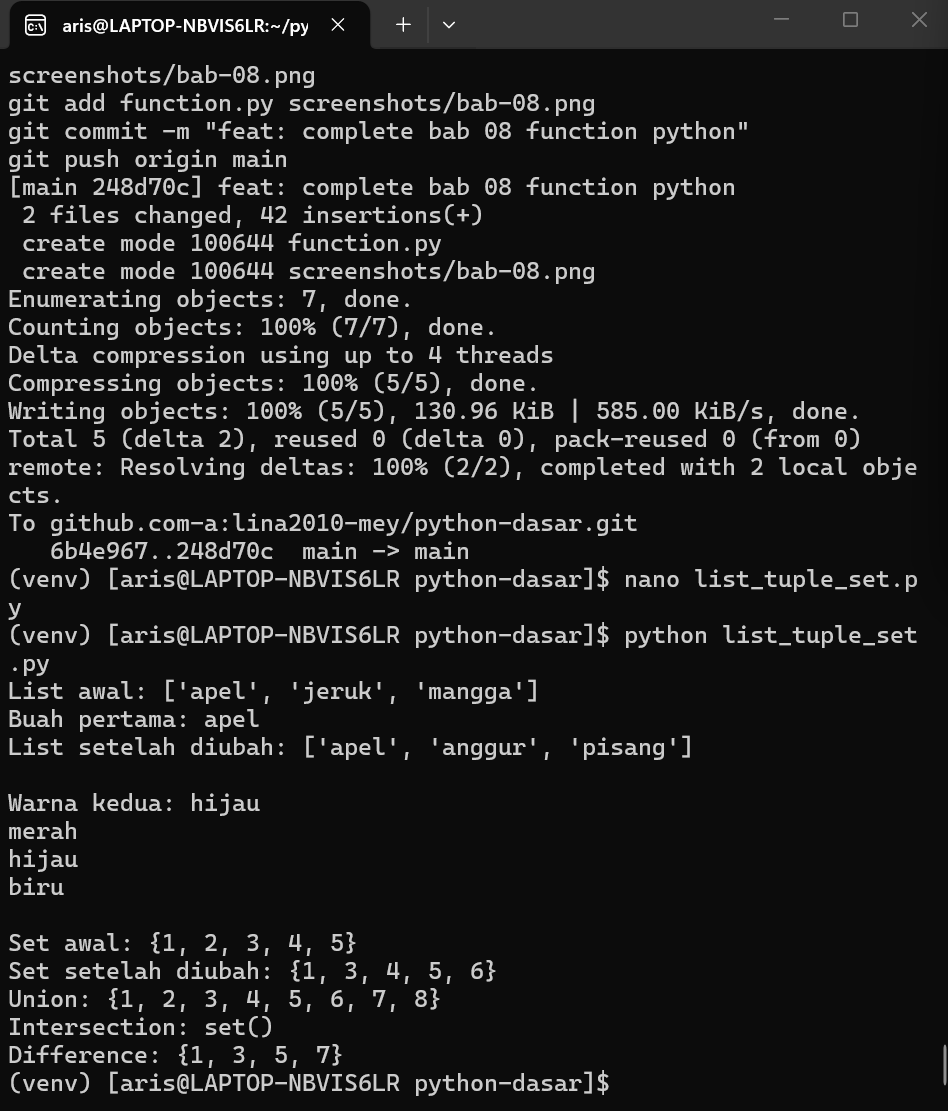 aris@LAPTOP-NBVIS6LR:~/py
screenshots/bab-08.png
git add function.py screenshots/bab-08.png
git commit -m "feat: complete bab 08 function python"
git push origin main
[main 248d70c] feat: complete bab 08 function python
 2 files changed, 42 insertions(+)
 create mode 100644 function.py
 create mode 100644 screenshots/bab-08.png
Enumerating objects: 7, done.
Counting objects: 100% (7/7), done.
Delta compression using up to 4 threads
Compressing objects: 100% (5/5), done.
Writing objects: 100% (5/5), 130.96 KiB | 585.00 KiB/s, done.
Total 5 (delta 2), reused 0 (delta 0), pack-reused 0 (from 0)
remote: Resolving deltas: 100% (2/2), completed with 2 local obje
cts.
To github.com-a:lina2010-mey/python-dasar.git
   6b4e967..248d70c  main -> main
(venv) [aris@LAPTOP-NBVIS6LR python-dasar]$ nano list_tuple_set.p
y
(venv) [aris@LAPTOP-NBVIS6LR python-dasar]$ python list_tuple_set
.py
List awal: ['apel', 'jeruk', 'mangga']
Buah pertama: apel
List setelah diubah: ['apel', 'anggur', 'pisang']

Warna kedua: hijau
merah
hijau
biru

Set awal: {1, 2, 3, 4, 5}
Set setelah diubah: {1, 3, 4, 5, 6}
Union: {1, 2, 3, 4, 5, 6, 7, 8}
Intersection: set()
Difference: {1, 3, 5, 7}
(venv) [aris@LAPTOP-NBVIS6LR python-dasar]$